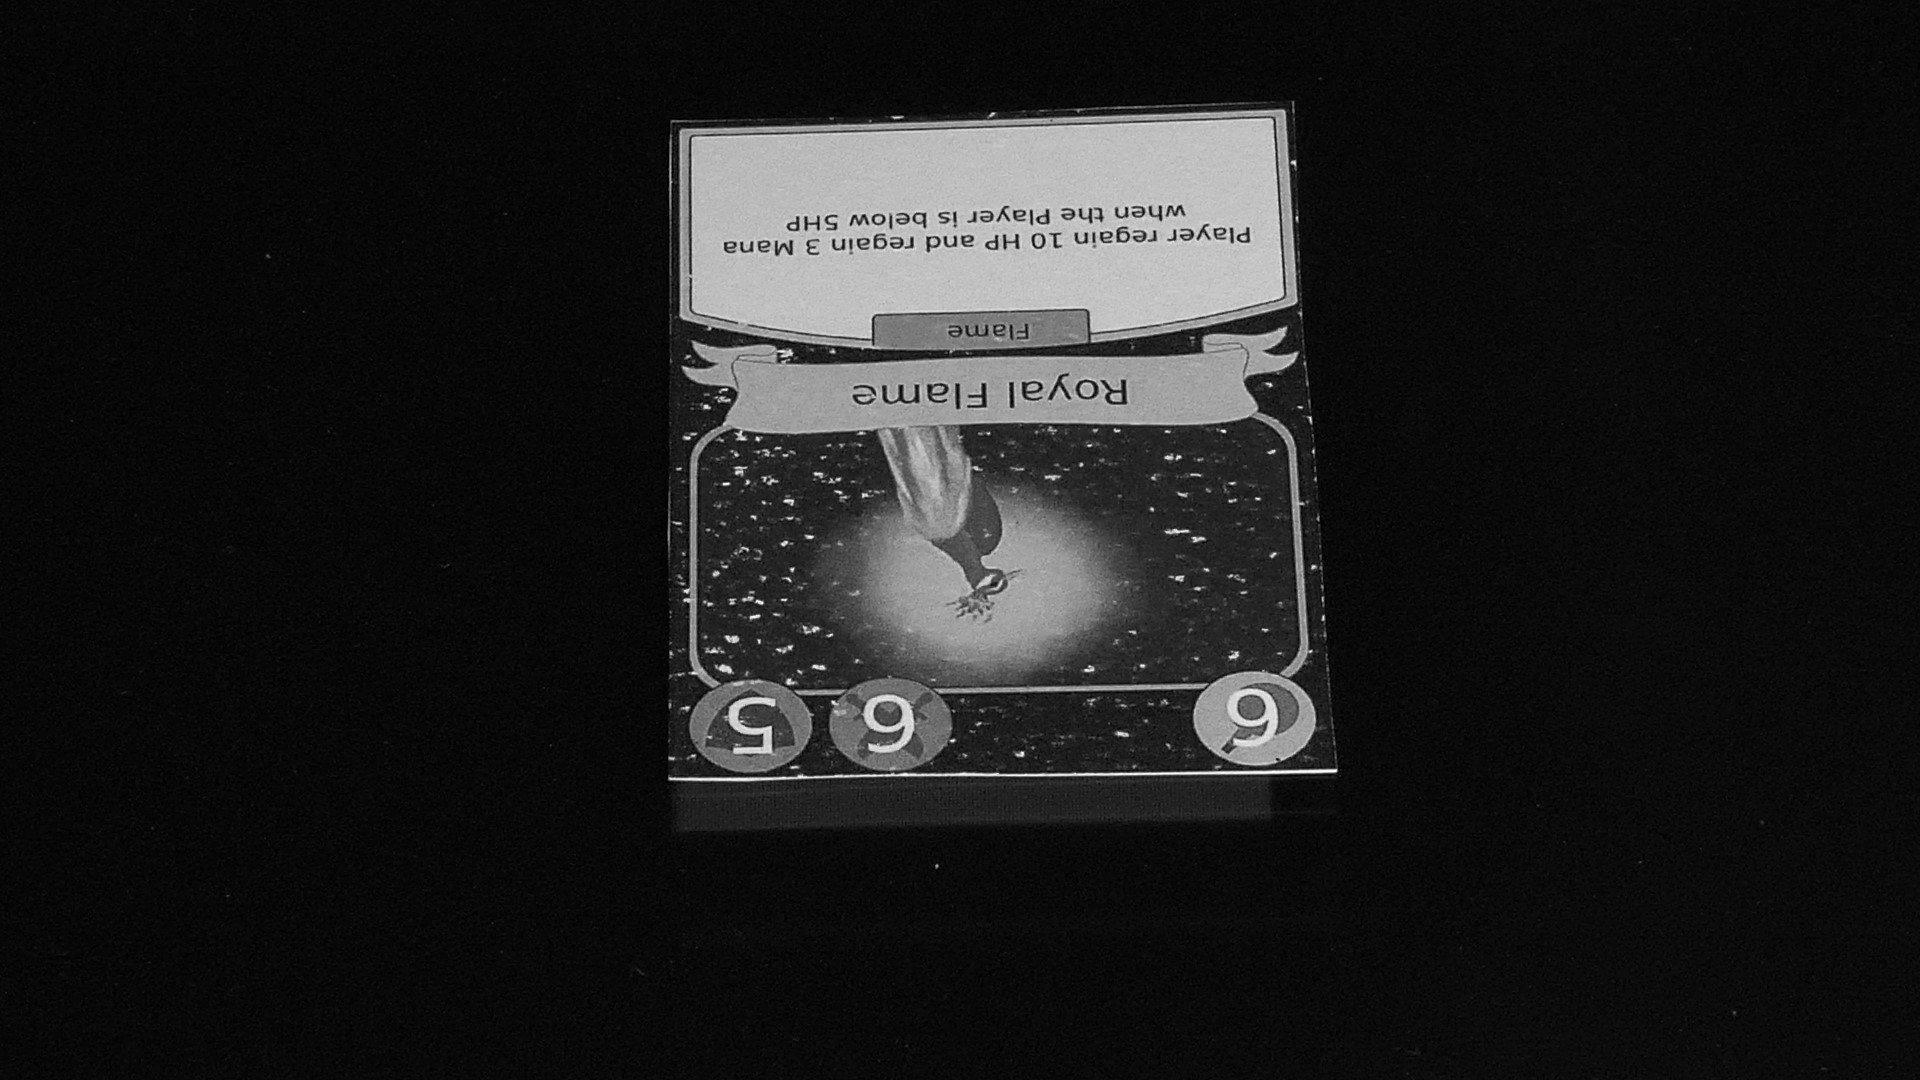 6
6
5
Royal Flame
Flame
Player regain 10 HP and regain 3 Mana
when the Player is below 5HP